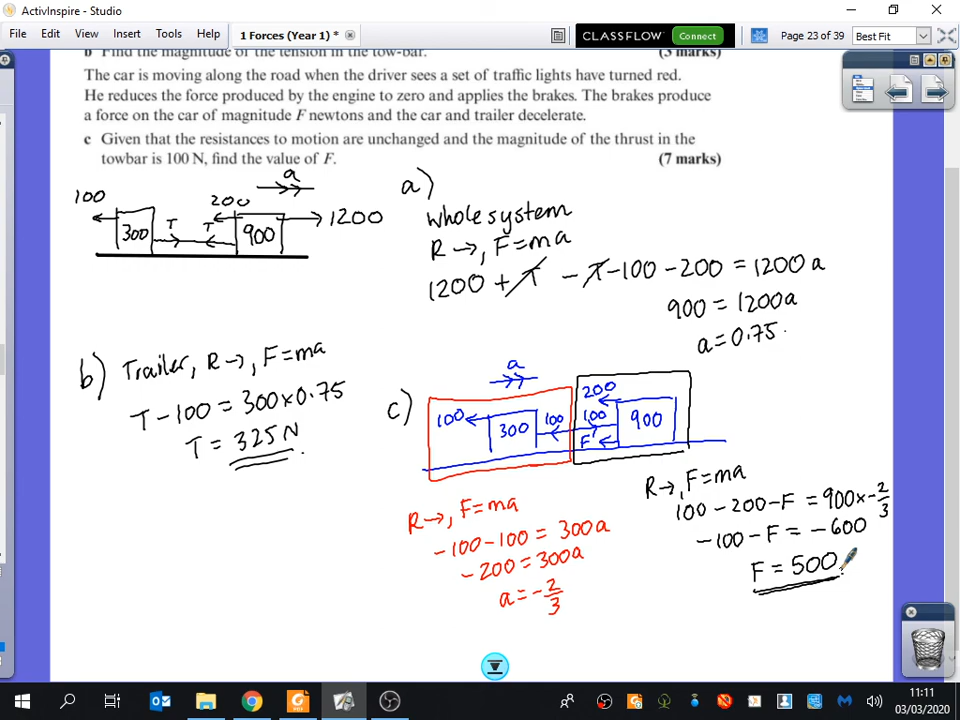 ActivInspire - Studio
File Edit View Insert Tools Help
1 Forces (Year 1) *
CLASSFLOW Connect
Page 23 of 39
Best Fit
b Find the magnitude of the tension in the tow-bar. (3 marks)
The car is moving along the road when the driver sees a set of traffic lights have turned red.
He reduces the force produced by the engine to zero and applies the brakes. The brakes produce
a force on the car of magnitude F newtons and the car and trailer decelerate.
c Given that the resistances to motion are unchanged and the magnitude of the thrust in the
towbar is 100 N, find the value of F. (7 marks)
a
100 200 1200
300 T T 900
a)
whole system
R →, F=ma
1200 + T - T - 100 - 200 = 1200a
900 = 1200a
a = 0.75
b) Trailer, R→, F=ma
T - 100 = 300×0.75
T = 325N
c)
a
200
100 300 100 100 900
F
R→, F=ma
-100-100 = 300a
-200 = 300a
a = -2/3
R→, F=ma
100 - 200 - F = 900×-2/3
-100 - F = -600
F = 500
11:11
03/03/2020